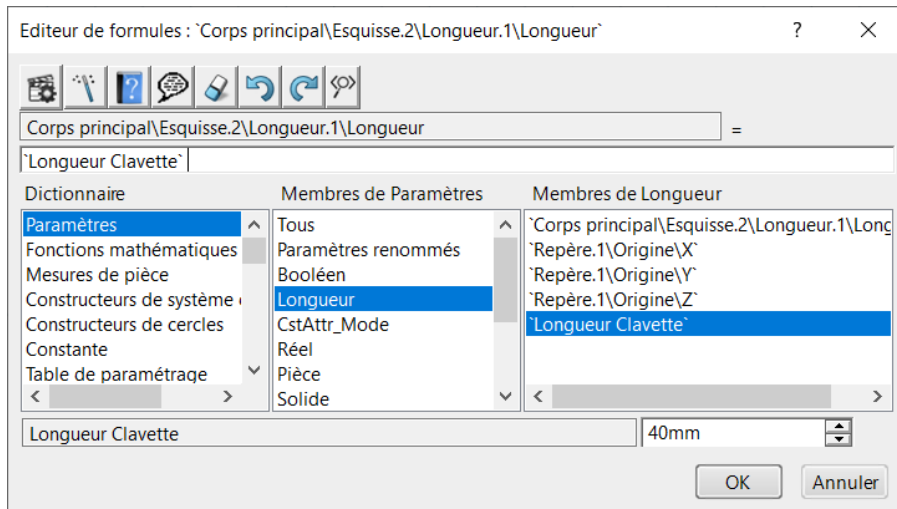 Editeur de formules : `Corps principal\Esquisse.2\Longueur.1\Longueur`
?
Corps principal\Esquisse.2\Longueur.1\Longueur
=
`Longueur Clavette`
Dictionnaire
Membres de Paramètres
Membres de Longueur
Paramètres
Fonctions mathématiques
Mesures de pièce
Constructeurs de système
Constructeurs de cercles
Constante
Table de paramétrage
Tous
Paramètres renommés
Booléen
Longueur
CstAttr_Mode
Réel
Pièce
Solide
`Corps principal\Esquisse.2\Longueur.1\Long
`Repère.1\Origine\X`
`Repère.1\Origine\Y`
`Repère.1\Origine\Z`
`Longueur Clavette`
Longueur Clavette
40mm
OK
Annuler